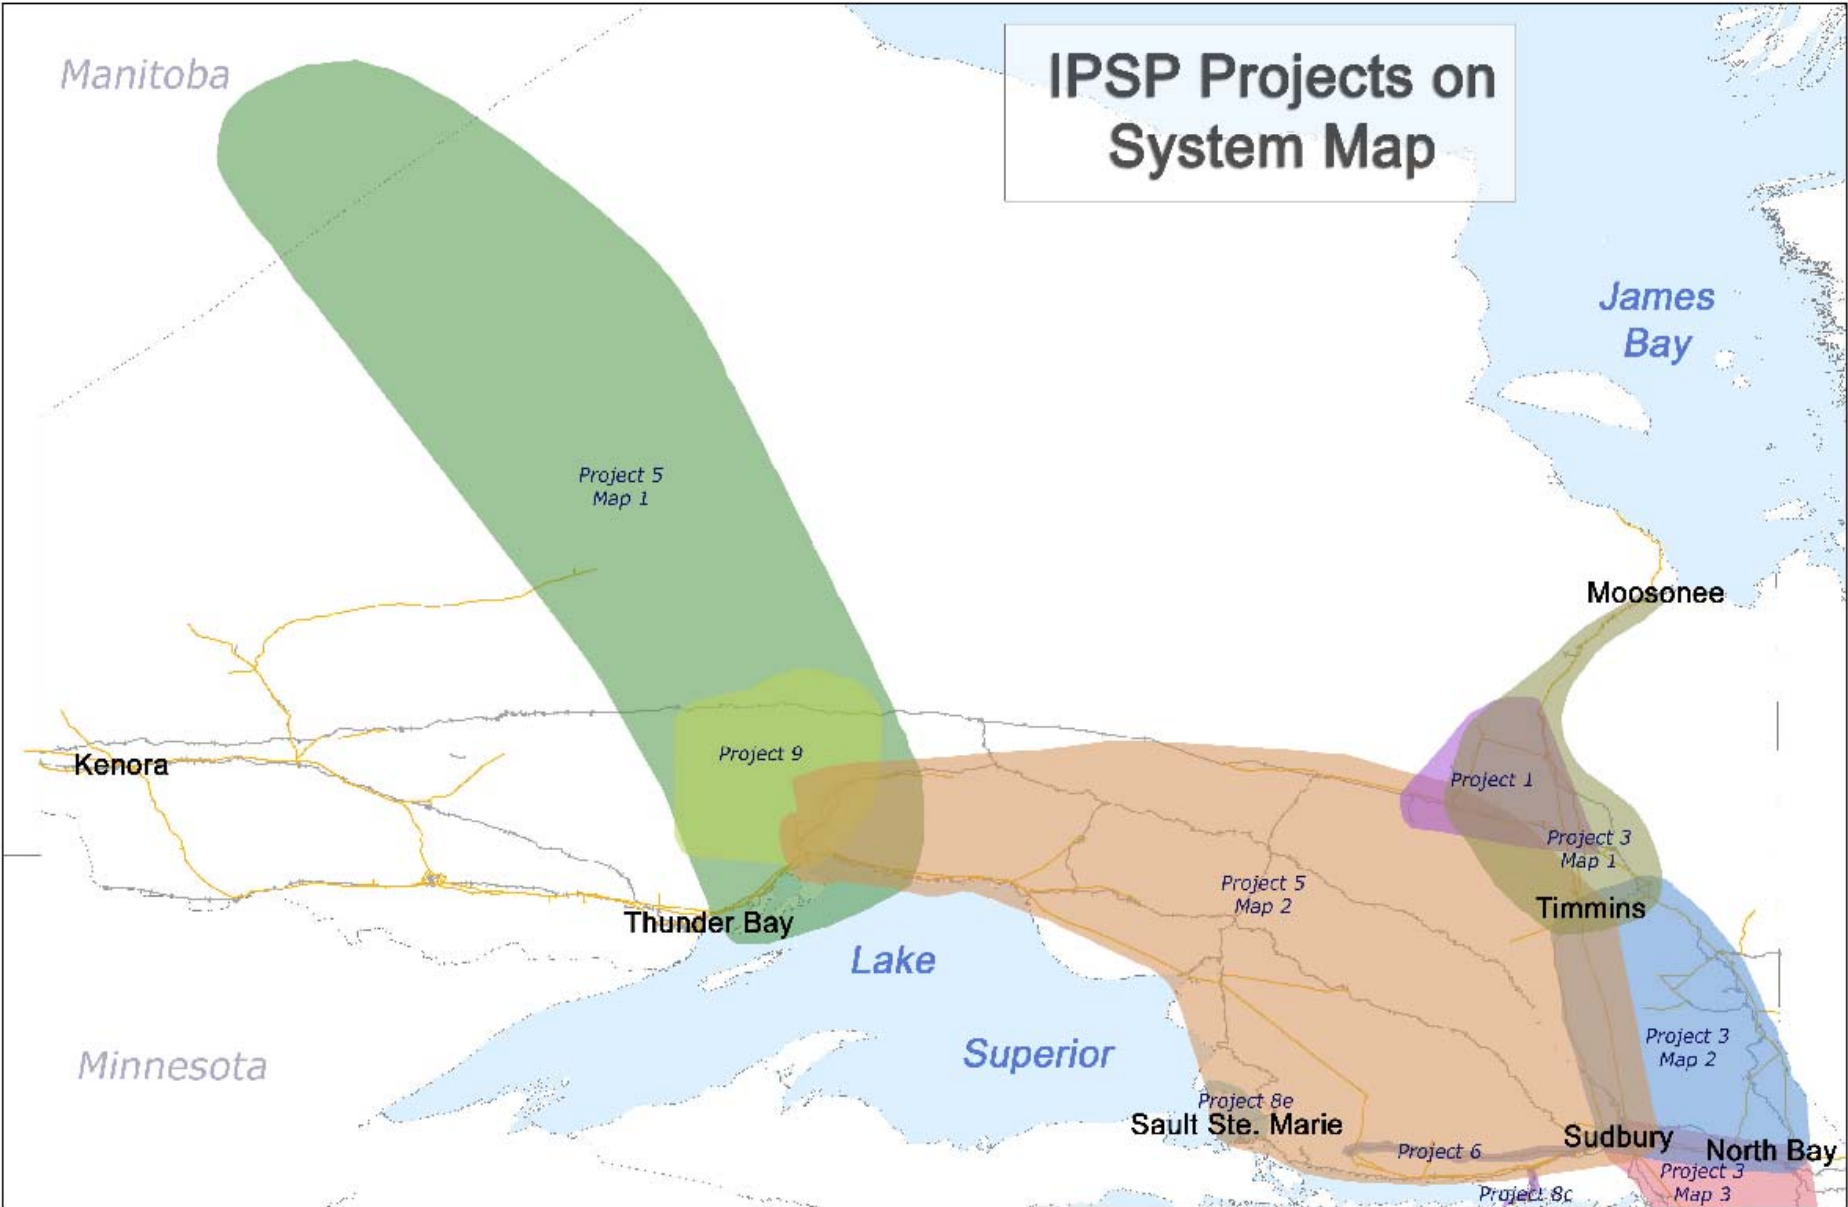 Manitoba
IPSP Projects on
System Map
James
Bay
Project 5
Map 1
Moosonee
Project 9
Kenora
Project 1
Project 3
Map 1
Project 5
Map 2
Timmins
Thunder Bay
Lake
Superior
Minnesota
Project 3
Map 2
Project 8e
Sault Ste. Marie
Project 6
Sudbury
North Bay
Project 3
Map 3
Project 8c